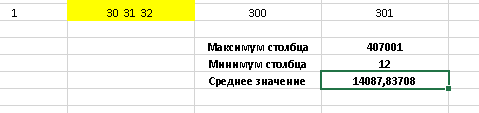 1 30 31 32 300 301
Максимум столбца 407001
Минимум столбца 12
Среднее значение 14087,83708